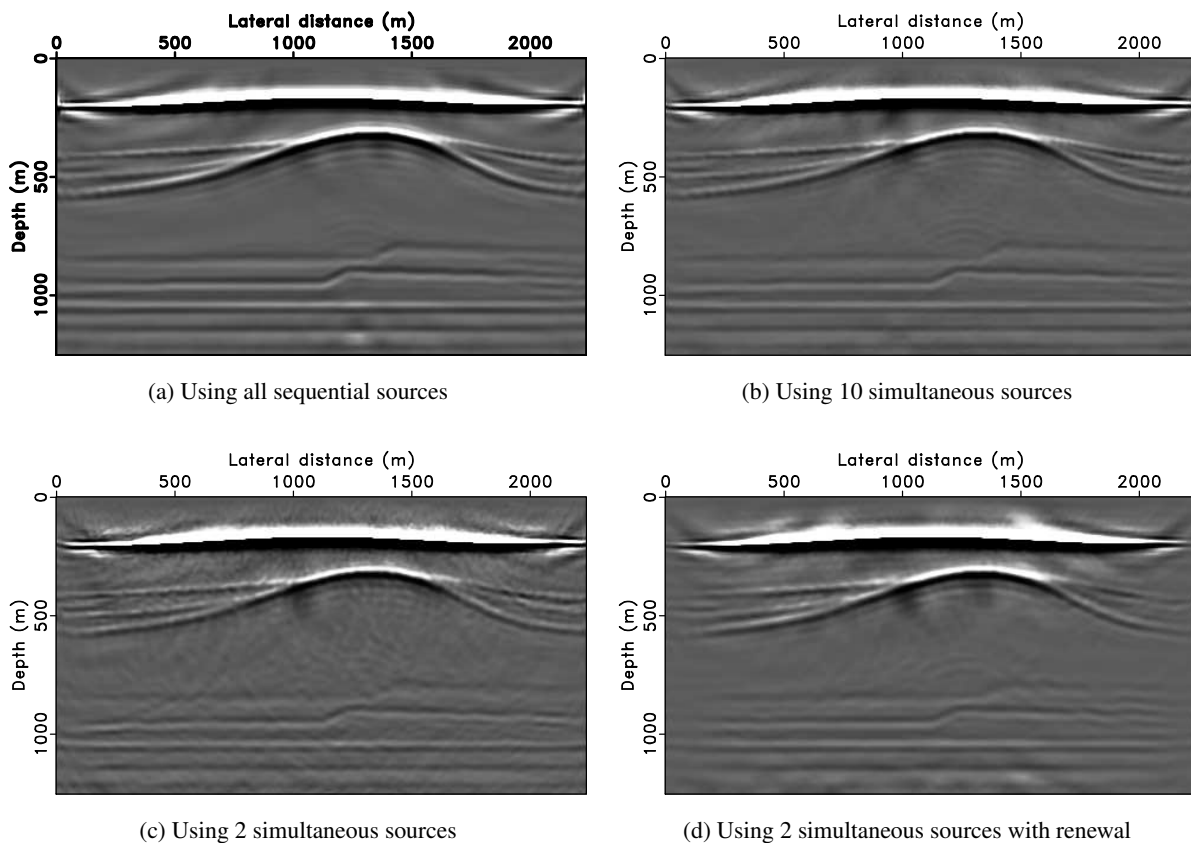 Lateral distance (m)
0 500 1000 1500 2000
Depth (m)
0
500
1000
(a) Using all sequential sources
Lateral distance (m)
0 500 1000 1500 2000
Depth (m)
0
500
1000
(b) Using 10 simultaneous sources
Lateral distance (m)
0 500 1000 1500 2000
Depth (m)
0
500
1000
(c) Using 2 simultaneous sources
Lateral distance (m)
0 500 1000 1500 2000
Depth (m)
0
500
1000
(d) Using 2 simultaneous sources with renewal